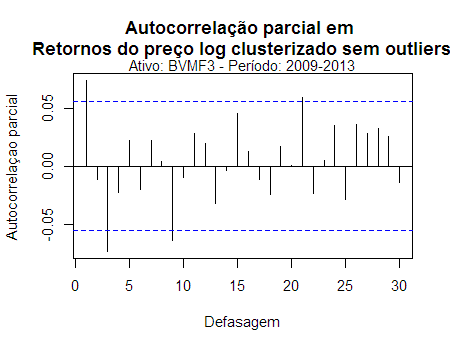 Autocorrelação parcial em
Retornos do preço log clusterizado sem outliers
Ativo: BVMF3 - Período: 2009-2013
Autocorrelaçao parcial
0.05
0.00
-0.05
0 5 10 15 20 25 30
Defasagem